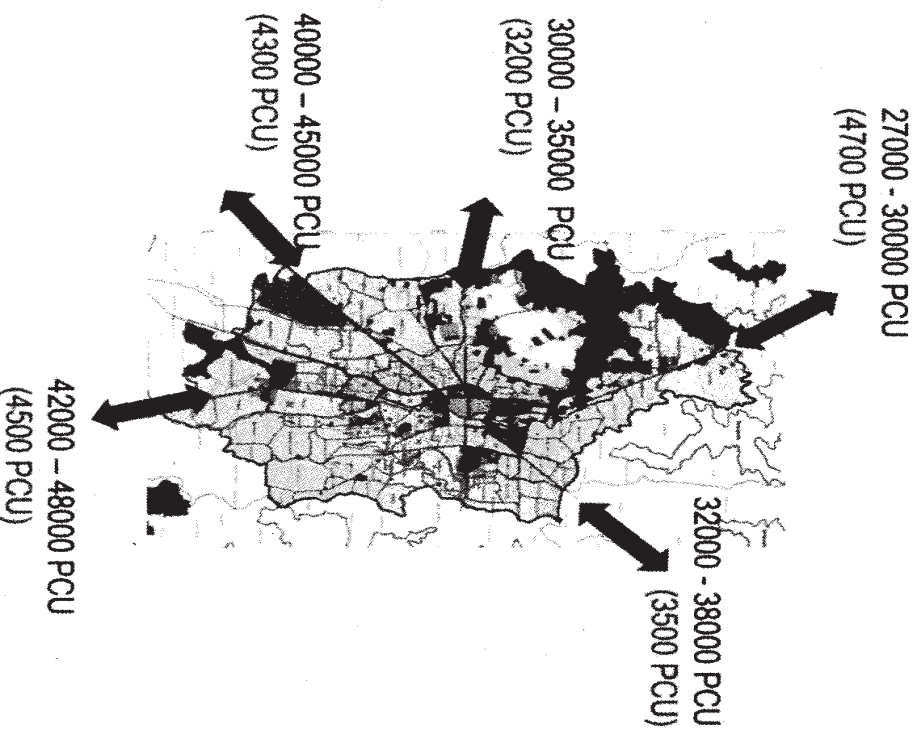 27000 - 30000 PCU
(4700 PCU)
32000 - 38000 PCU
(3500 PCU)
30000 – 35000 PCU
(3200 PCU)
40000 – 45000 PCU
(4300 PCU)
42000 – 48000 PCU
(4500 PCU)